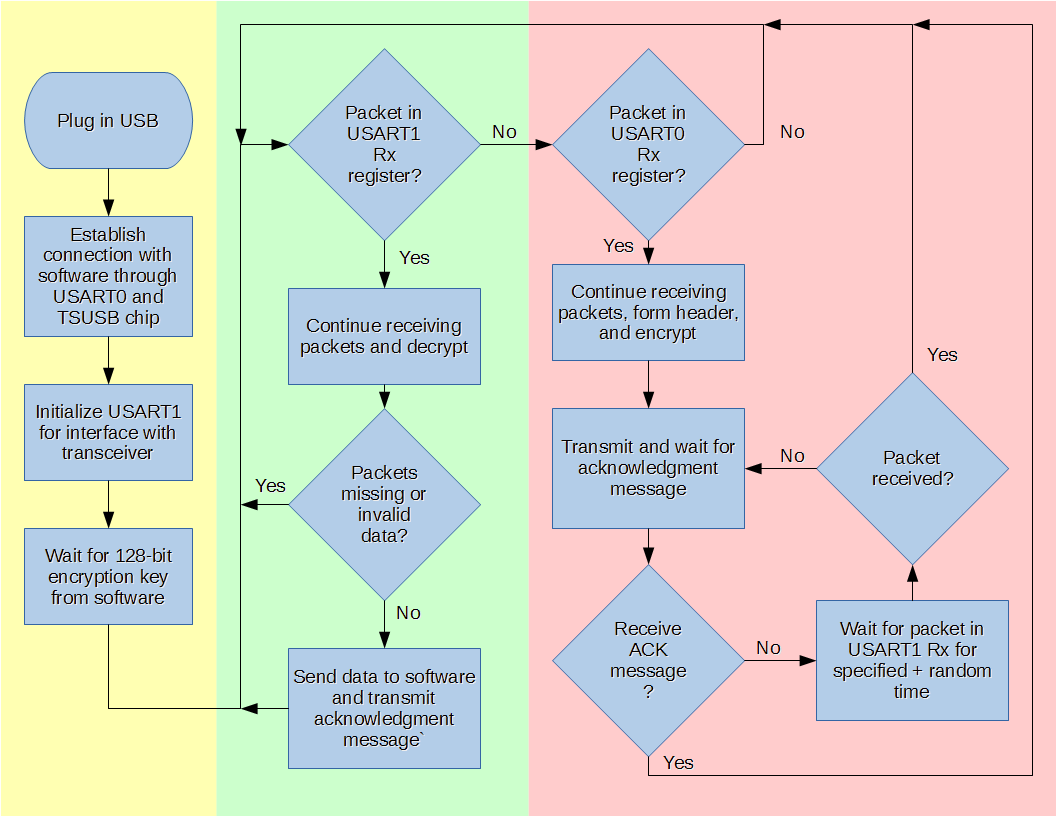 Plug in USB
Establish
connection with
software through
USART0 and
TSUSB chip
Initialize USART1
for interface with
transceiver
Wait for 128-bit
encryption key
from software
Packet in
USART1
Rx
register?
No
Yes
Continue receiving
packets and decrypt
Packets
missing or
invalid
data?
Yes
No
Send data to software
and transmit
acknowledgment
message`
Packet in
USART0
Rx
register?
No
Yes
Continue receiving
packets, form header,
and encrypt
Transmit and wait for
acknowledgment
message
Receive
ACK
message
?
No
Yes
Wait for packet in
USART1 Rx for
specified + random
time
Packet
received?
No
Yes